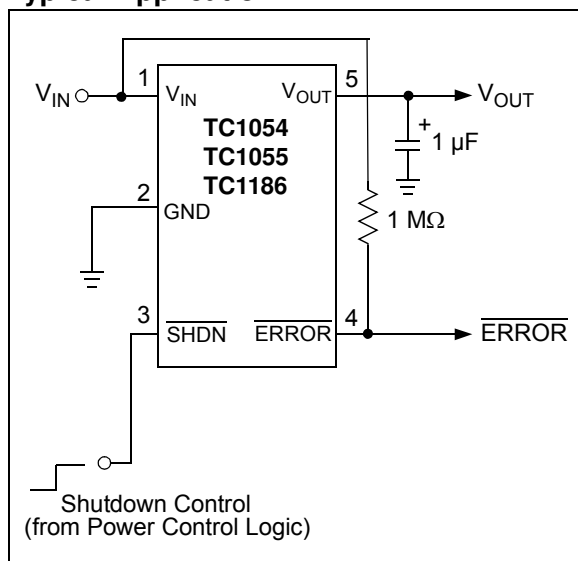 1
5
V_IN
V_IN
V_OUT
V_OUT
TC1054
TC1055
TC1186
+
1 µF
2
GND
1 MΩ
3
4
SHDN
ERROR
ERROR
Shutdown Control
(from Power Control Logic)